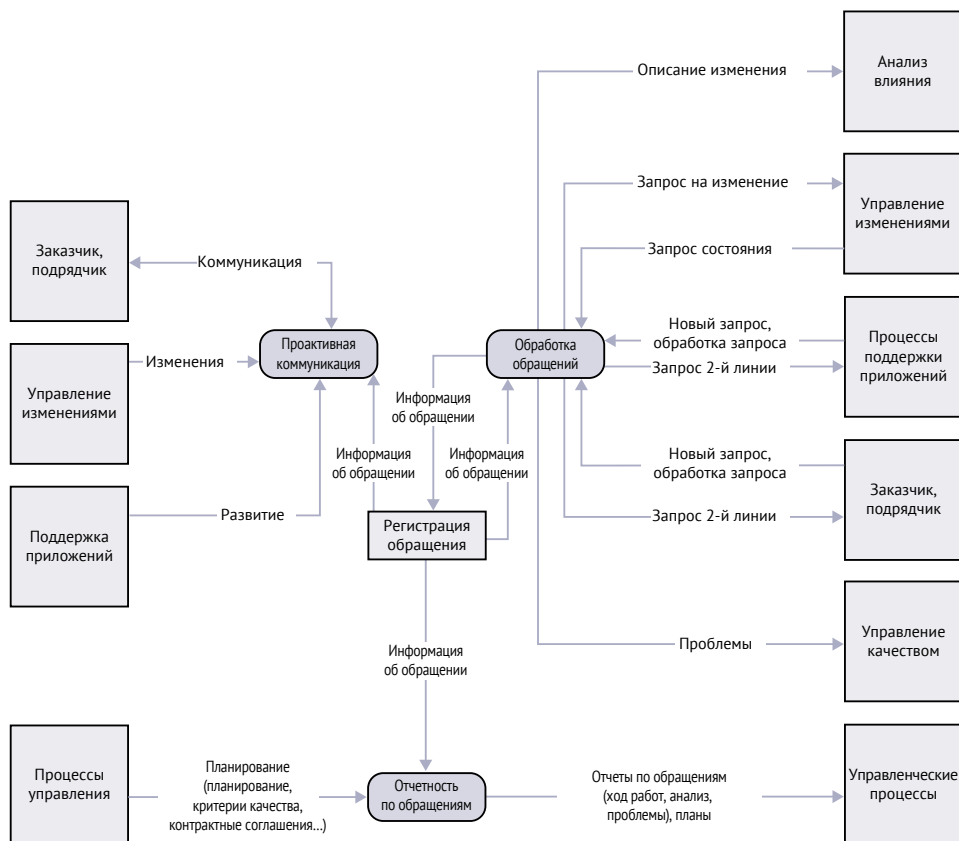 Описание изменения
Анализ
влияния
Запрос на изменение
Управление
изменениями
Запрос состояния
Заказчик,
подрядчик
Коммуникация
Проактивная
коммуникация
Обработка
обращений
Новый запрос,
обработка запроса
Запрос 2-й линии
Процессы
поддержки
приложений
Изменения
Управление
изменениями
Информация
об обращении
Информация
об обращении
Информация
об обращении
Новый запрос,
обработка запроса
Запрос 2-й линии
Заказчик,
подрядчик
Поддержка
приложений
Развитие
Регистрация
обращения
Проблемы
Управление
качеством
Информация
об обращении
Процессы
управления
Планирование
(планирование,
критерии качества,
контрактные соглашения...)
Отчетность
по обращениям
Отчеты по обращениям
(ход работ, анализ,
проблемы), планы
Управленческие
процессы